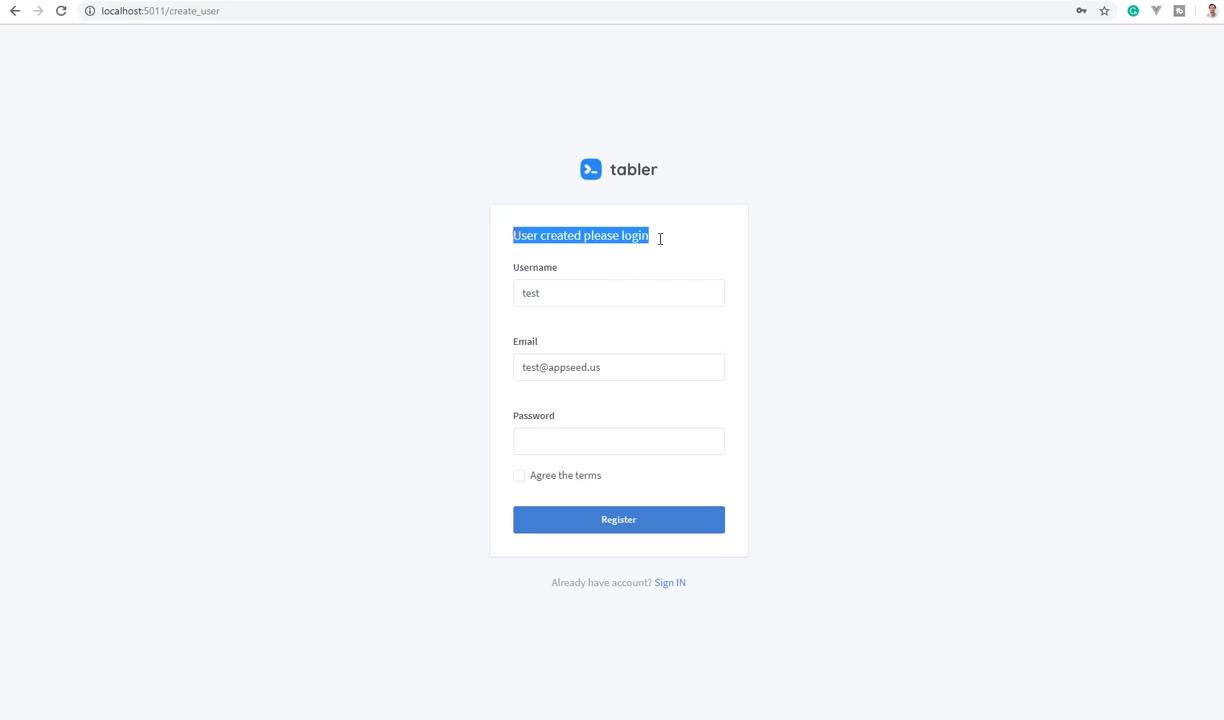 localhost:5011/create_user
tabler
User created please login
Username
test
Email
test@appseed.us
Password
Agree the terms
Register
Already have account? Sign IN